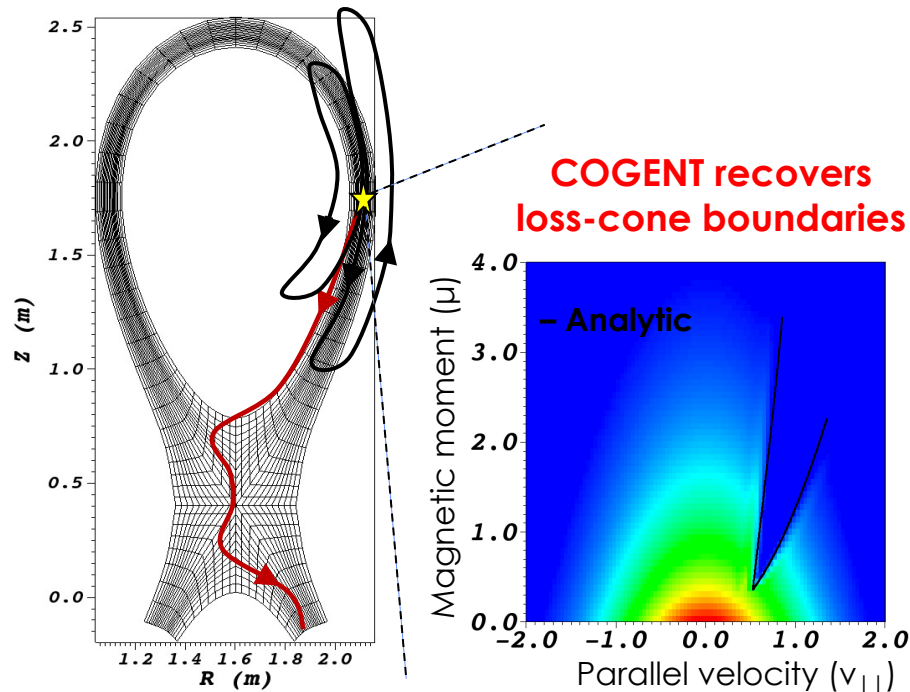 2.5
2.0
1.5
1.0
0.5
0.0
Z (m)
1.2 1.4 1.6 1.8 2.0
R (m)
COGENT recovers
loss-cone boundaries
4.0
3.0
2.0
1.0
0.0
– Analytic
Magnetic moment (μ)
-2.0 -1.0 0.0 1.0 2.0
Parallel velocity (v||)